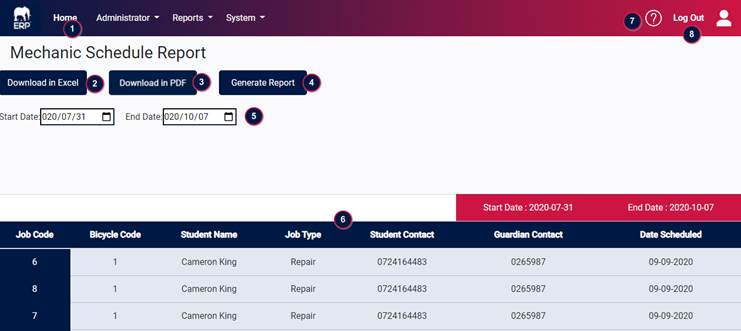 ERP Home Administrator Reports System 7 ? Log Out
1 8
Mechanic Schedule Report
Download in Excel 2 Download in PDF 3 Generate Report 4
Start Date: 020/07/31 End Date: 020/10/07 5
Start Date : 2020-07-31 End Date : 2020-10-07
6
Job Code Bicycle Code Student Name Job Type Student Contact Guardian Contact Date Scheduled
6 1 Cameron King Repair 0724164483 0265987 09-09-2020
8 1 Cameron King Repair 0724164483 0265987 09-09-2020
7 1 Cameron King Repair 0724164483 0265987 09-09-2020